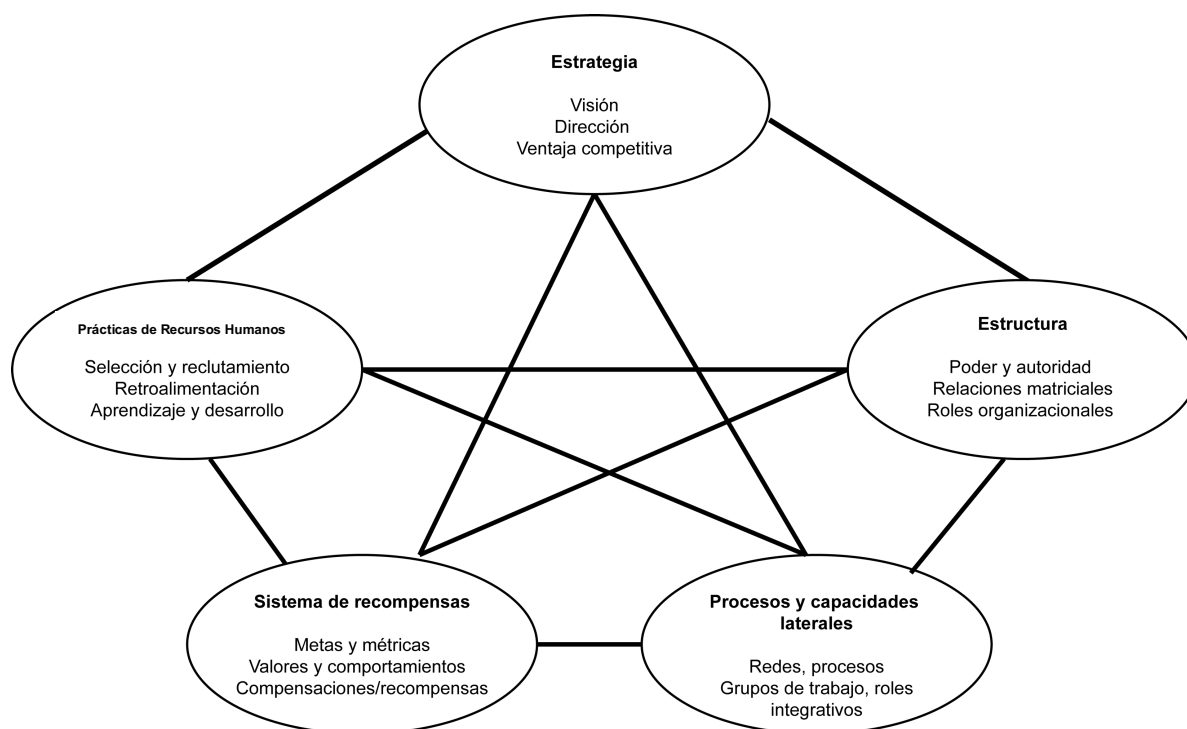 Estrategia
Visión
Dirección
Ventaja competitiva
Prácticas de Recursos Humanos
Selección y reclutamiento
Retroalimentación
Aprendizaje y desarrollo
Estructura
Poder y autoridad
Relaciones matriciales
Roles organizacionales
Sistema de recompensas
Metas y métricas
Valores y comportamientos
Compensaciones/recompensas
Procesos y capacidades
laterales
Redes, procesos
Grupos de trabajo, roles
integrativos